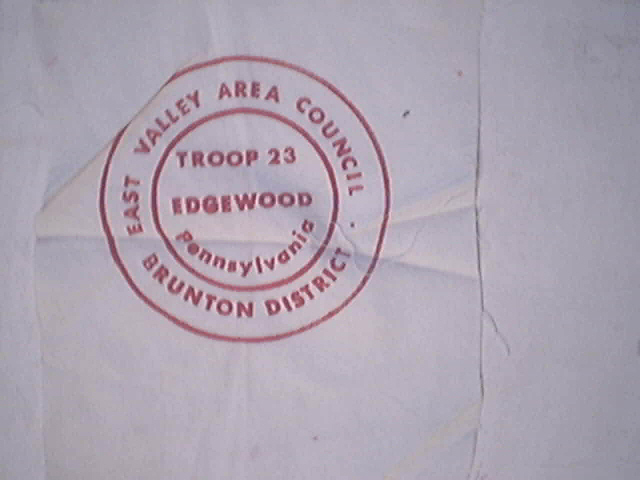 EAST VALLEY AREA COUNCIL
TROOP 23
EDGEWOOD
Pennsylvania
BRUNTON DISTRICT